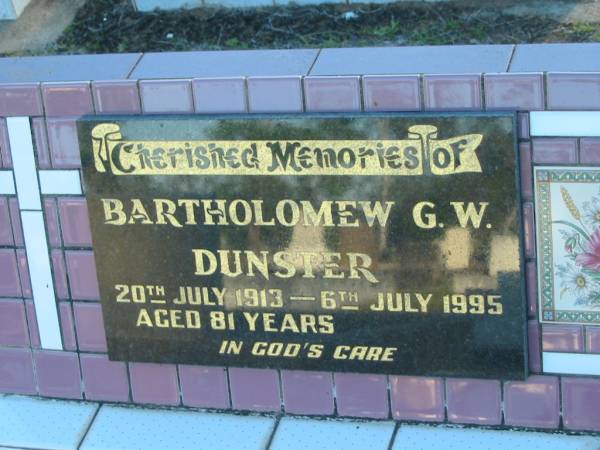 Cherished Memories of
BARTHOLOMEW G. W.
DUNSTER
20TH JULY 1913 — 6TH JULY 1995
AGED 81 YEARS
IN GOD'S CARE